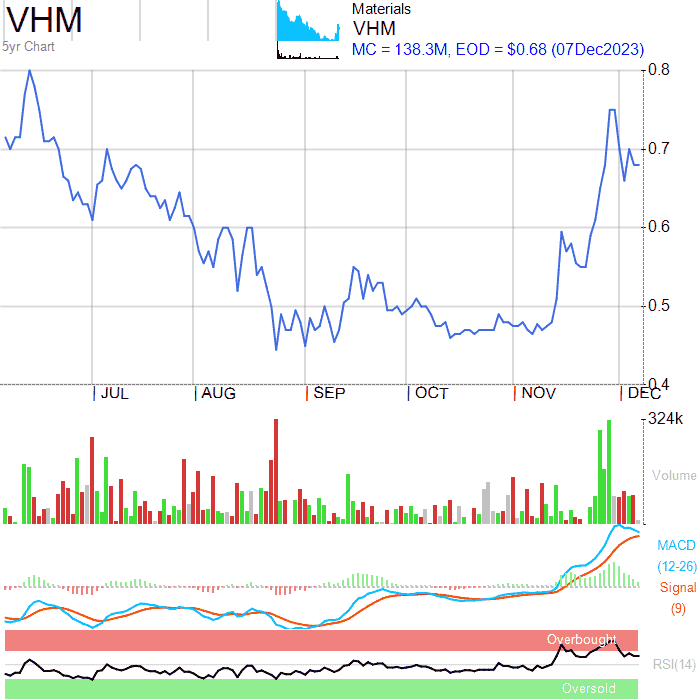 VHM
5yr Chart
Materials
VHM
MC = 138.3M, EOD = $0.68 (07Dec2023)
0.8
0.7
0.6
0.5
0.4
JUL AUG SEP OCT NOV DEC
324k
Volume
MACD
(12-26)
Signal
(9)
Overbought
RSI(14)
Oversold